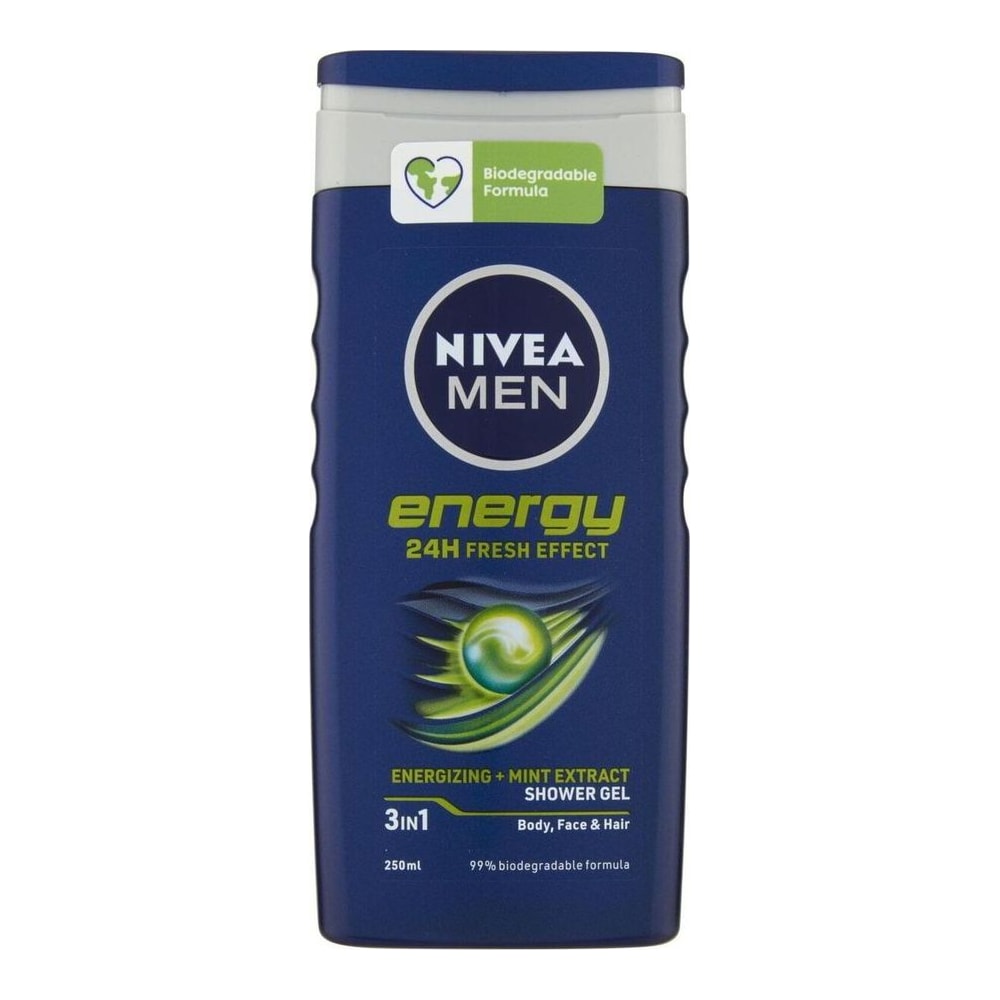 Biodegradable
Formula
NIVEA
MEN
energy
24H FRESH EFFECT
ENERGIZING + MINT EXTRACT
SHOWER GEL
3IN1
Body, Face & Hair
250ml
99% biodegradable formula